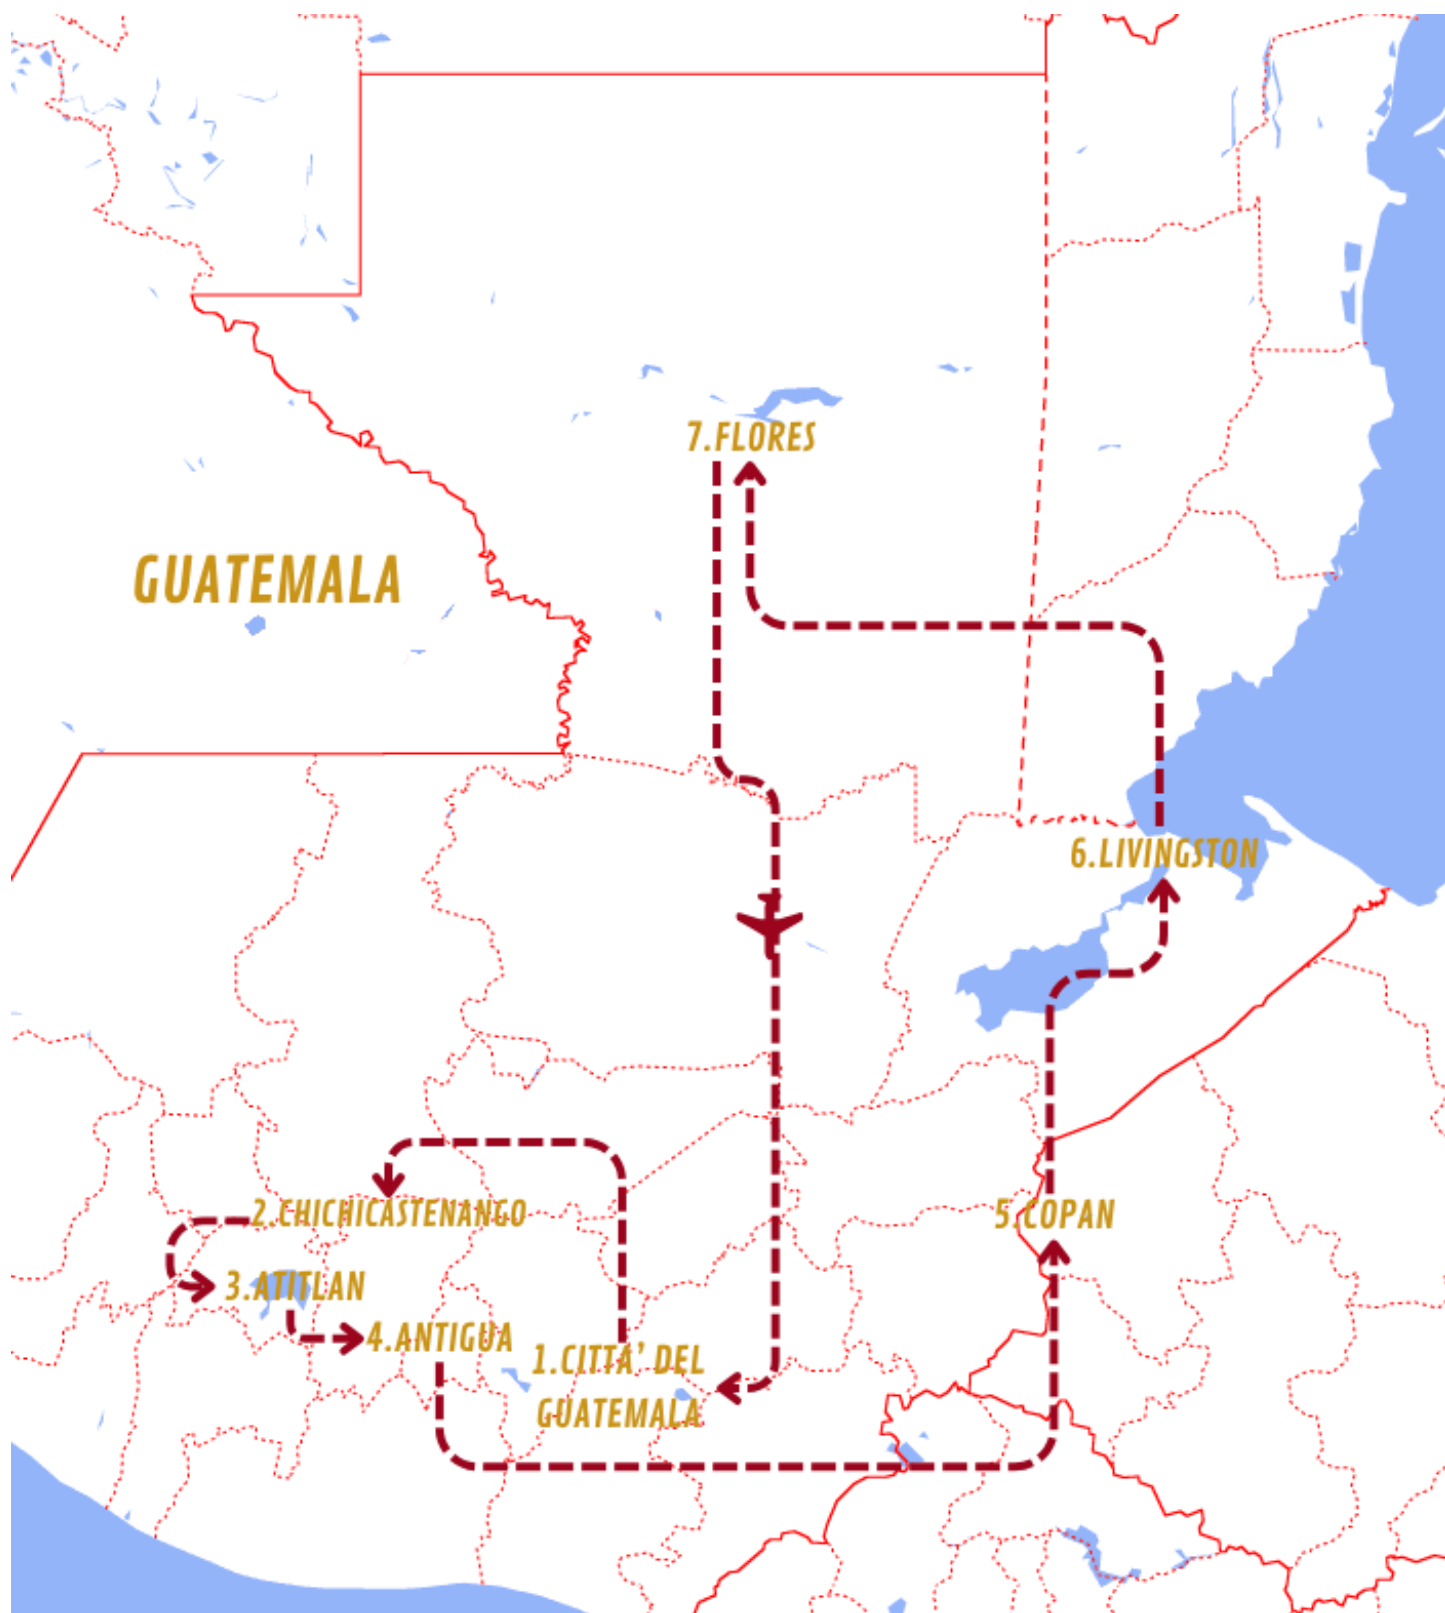 7.FLORES
GUATEMALA
6.LIVINGSTON
2.CHICHICASTENANGO
5.COPAN
3.ATITLAN
4.ANTIGUA
1.CITTA' DEL
GUATEMALA